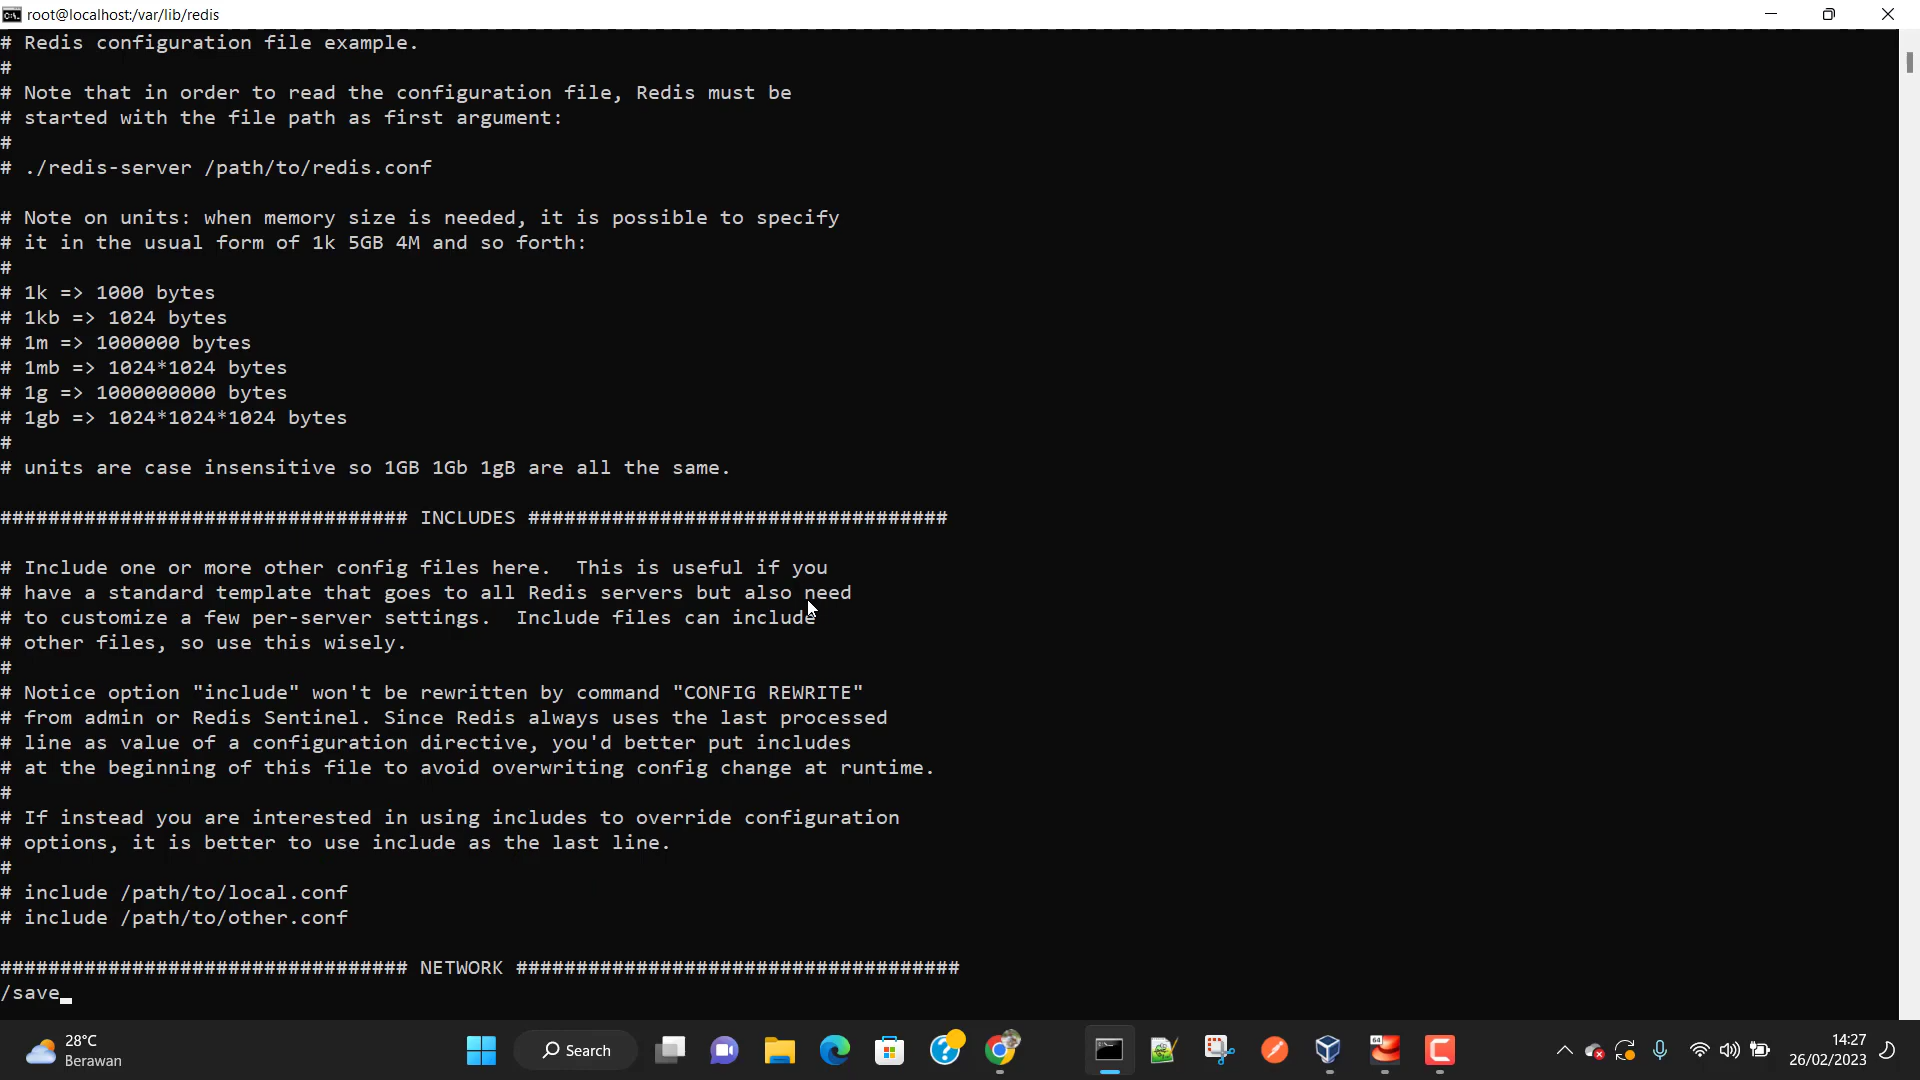 root@localhost:/var/lib/redis
# Redis configuration file example.
#
# Note that in order to read the configuration file, Redis must be
# started with the file path as first argument:
#
# ./redis-server /path/to/redis.conf
# Note on units: when memory size is needed, it is possible to specify
# it in the usual form of 1k 5GB 4M and so forth:
#
# 1k => 1000 bytes
# 1kb => 1024 bytes
# 1m => 1000000 bytes
# 1mb => 1024*1024 bytes
# 1g => 1000000000 bytes
# 1gb => 1024*1024*1024 bytes
#
# units are case insensitive so 1GB 1Gb 1gB are all the same.
################################## INCLUDES ###################################
# Include one or more other config files here.  This is useful if you
# have a standard template that goes to all Redis servers but also need
# to customize a few per-server settings.  Include files can include
# other files, so use this wisely.
#
# Notice option "include" won't be rewritten by command "CONFIG REWRITE"
# from admin or Redis Sentinel. Since Redis always uses the last processed
# line as value of a configuration directive, you'd better put includes
# at the beginning of this file to avoid overwriting config change at runtime.
#
# If instead you are interested in using includes to override configuration
# options, it is better to use include as the last line.
#
# include /path/to/local.conf
# include /path/to/other.conf
################################## NETWORK #####################################
/save
28°C
Berawan
Search
64
14:27
26/02/2023